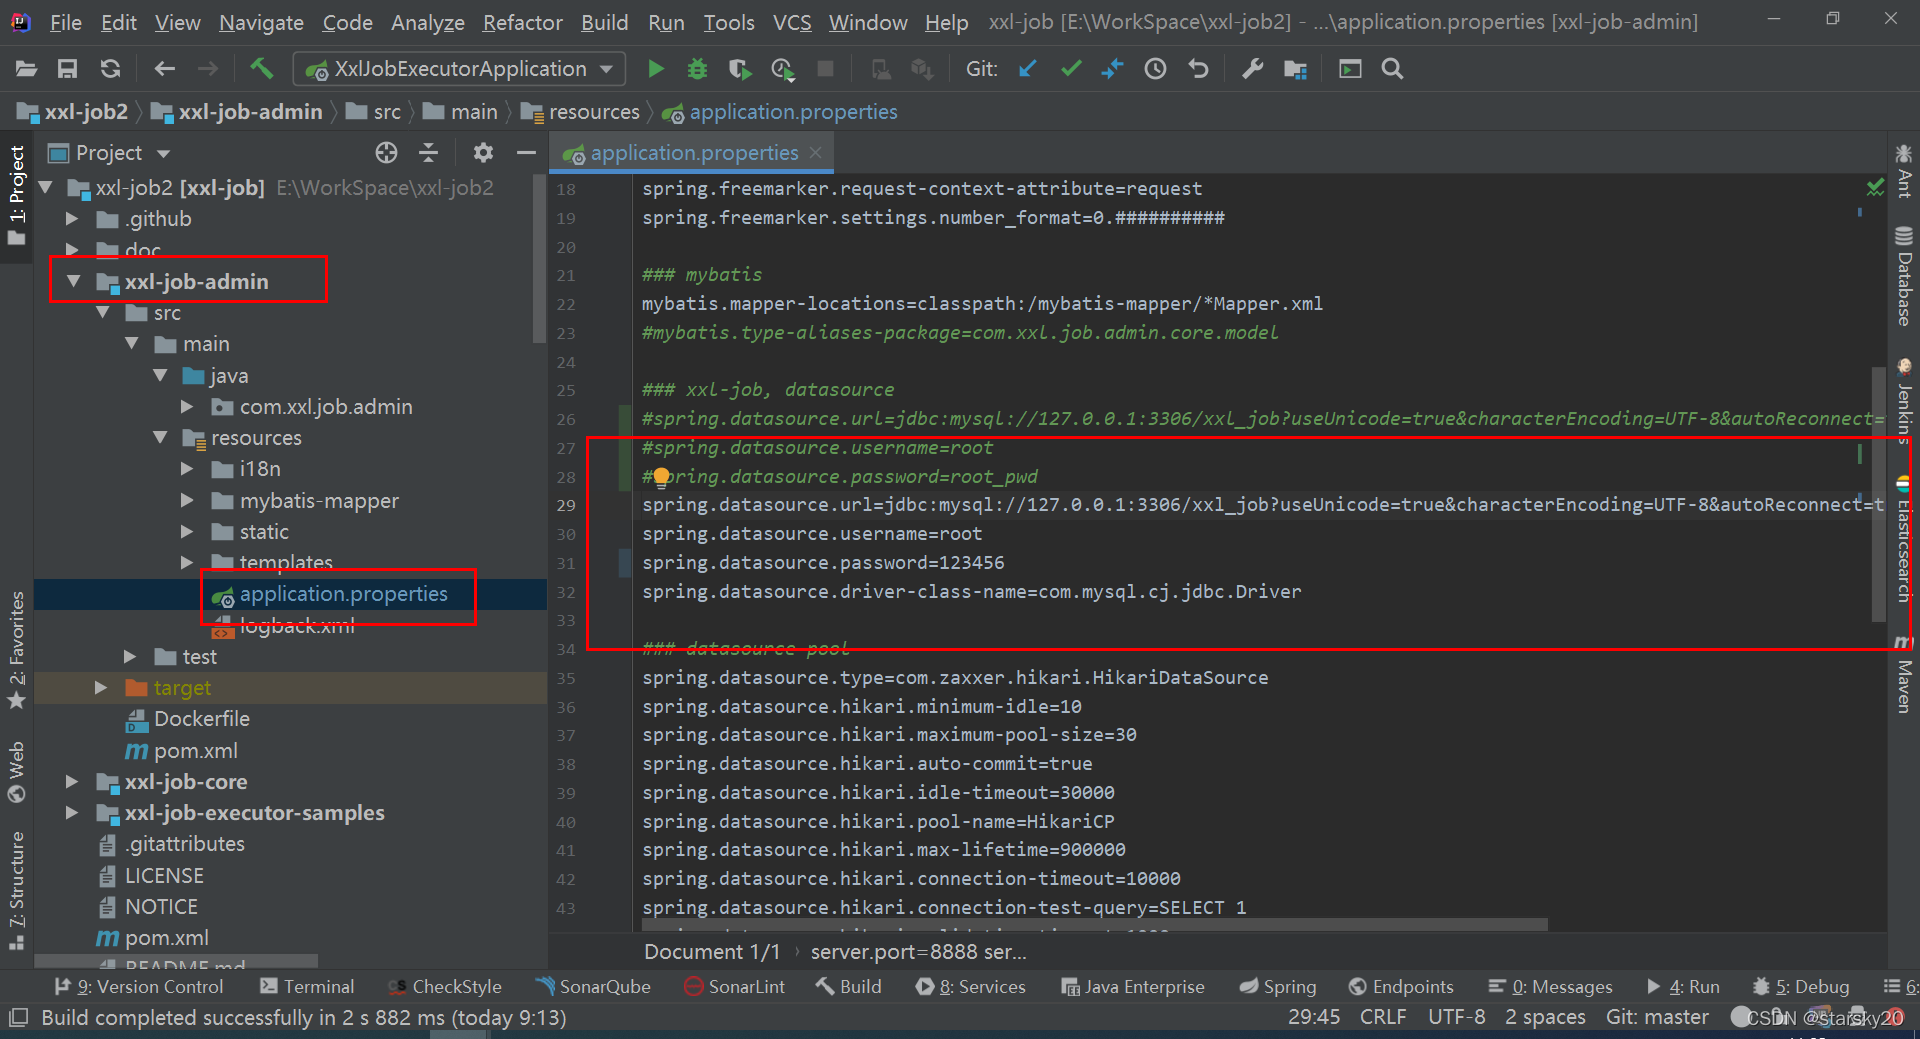 File Edit View Navigate Code Analyze Refactor Build Run Tools VCS Window Help xxl-job [E:\WorkSpace\xxl-job2] - ...\application.properties [xxl-job-admin]
XxlJobExecutorApplication Git:
xxl-job2 xxl-job-admin src main resources application.properties
Project
application.properties
xxl-job2 [xxl-job] E:\WorkSpace\xxl-job2
.github
doc
xxl-job-admin
src
main
java
com.xxl.job.admin
resources
i18n
mybatis-mapper
static
templates
application.properties
logback.xml
test
target
Dockerfile
pom.xml
xxl-job-core
xxl-job-executor-samples
.gitattributes
LICENSE
NOTICE
pom.xml
README.md
1: Project
2: Favorites
Web
7: Structure
18 spring.freemarker.request-context-attribute=request
19 spring.freemarker.settings.number_format=0.##########
20
21 ### mybatis
22 mybatis.mapper-locations=classpath:/mybatis-mapper/*Mapper.xml
23 #mybatis.type-aliases-package=com.xxl.job.admin.core.model
24
25 ### xxl-job, datasource
26 #spring.datasource.url=jdbc:mysql://127.0.0.1:3306/xxl_job?useUnicode=true&characterEncoding=UTF-8&autoReconnect=
27 #spring.datasource.username=root
28 #spring.datasource.password=root_pwd
29 spring.datasource.url=jdbc:mysql://127.0.0.1:3306/xxl_job?useUnicode=true&characterEncoding=UTF-8&autoReconnect=t
30 spring.datasource.username=root
31 spring.datasource.password=123456
32 spring.datasource.driver-class-name=com.mysql.cj.jdbc.Driver
33
34 ### datasource-pool
35 spring.datasource.type=com.zaxxer.hikari.HikariDataSource
36 spring.datasource.hikari.minimum-idle=10
37 spring.datasource.hikari.maximum-pool-size=30
38 spring.datasource.hikari.auto-commit=true
39 spring.datasource.hikari.idle-timeout=30000
40 spring.datasource.hikari.pool-name=HikariCP
41 spring.datasource.hikari.max-lifetime=900000
42 spring.datasource.hikari.connection-timeout=10000
43 spring.datasource.hikari.connection-test-query=SELECT 1
Document 1/1 › server.port=8888 ser...
Ant
Database
Jenkins
Elasticsearch
Maven
9: Version Control Terminal CheckStyle SonarQube SonarLint Build 8: Services Java Enterprise Spring Endpoints 0: Messages 4: Run 5: Debug 6:
Build completed successfully in 2 s 882 ms (today 9:13) 29:45 CRLF UTF-8 2 spaces Git: master
CSDN @starsky20